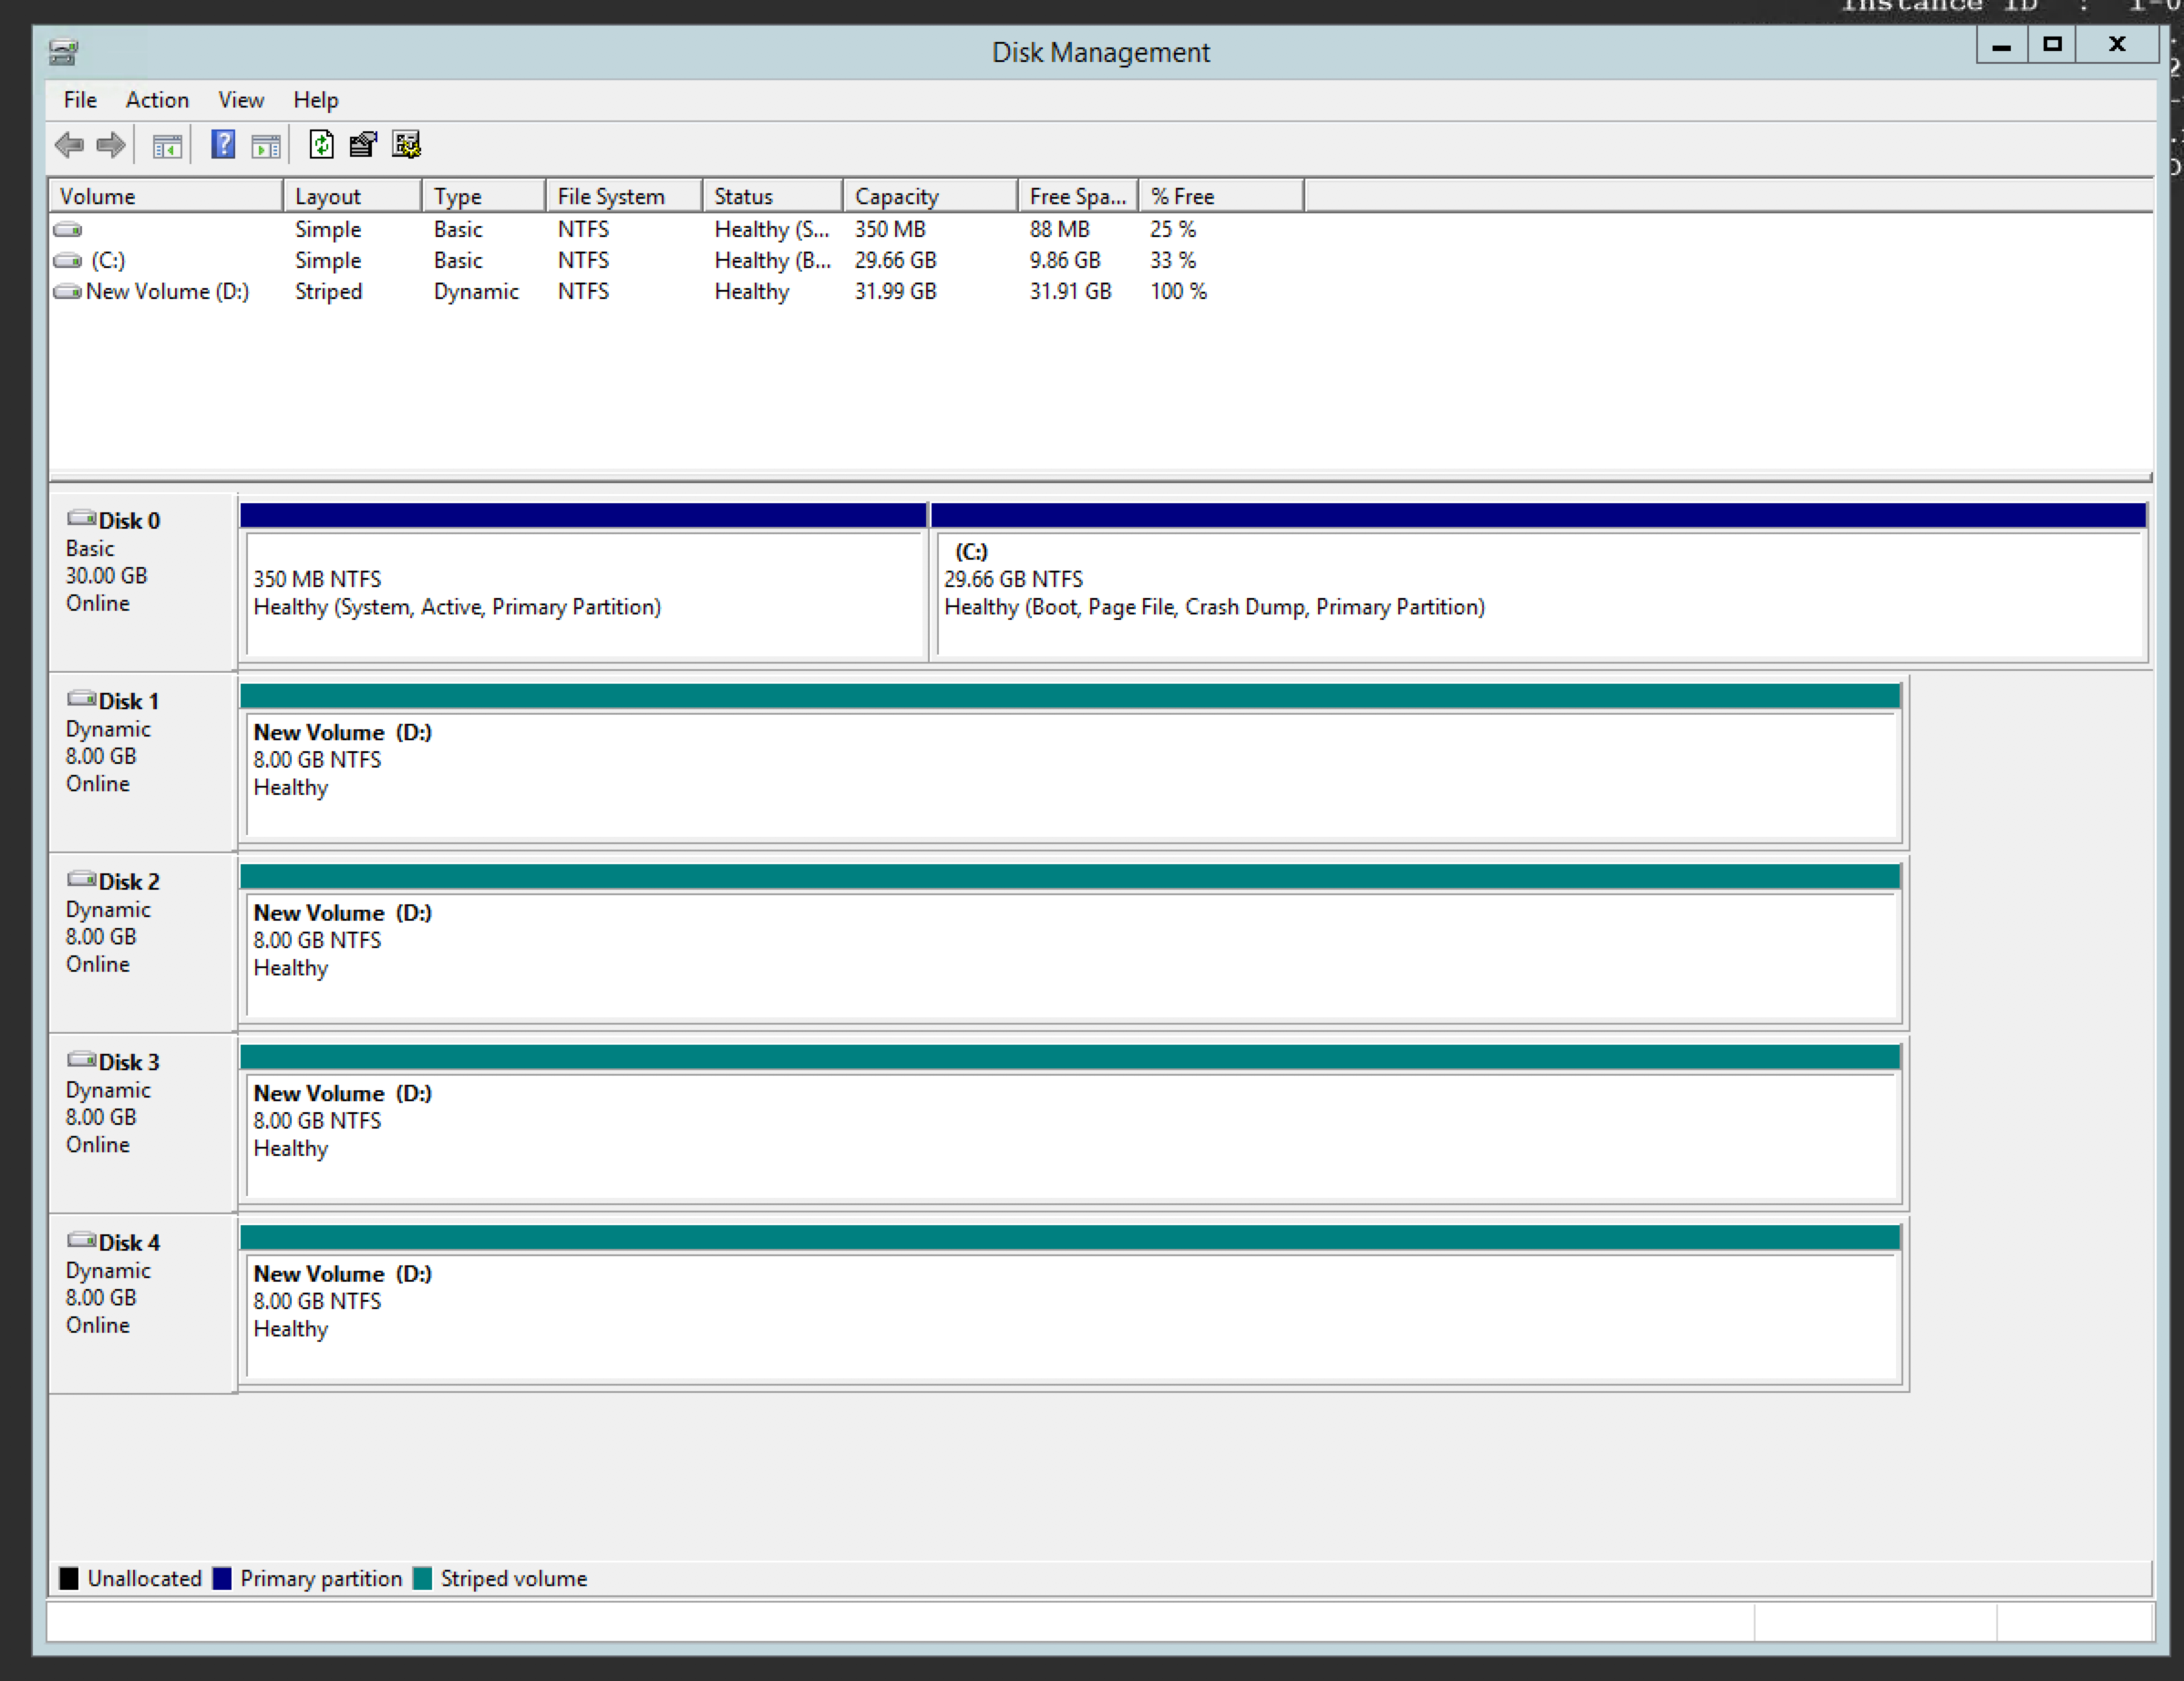 Instance ID : i-0
Disk Management
File Action View Help
Volume Layout Type File System Status Capacity Free Spa... % Free
Simple Basic NTFS Healthy (S... 350 MB 88 MB 25 %
(C:) Simple Basic NTFS Healthy (B... 29.66 GB 9.86 GB 33 %
New Volume (D:) Striped Dynamic NTFS Healthy 31.99 GB 31.91 GB 100 %
Disk 0
Basic
30.00 GB
Online
350 MB NTFS
Healthy (System, Active, Primary Partition)
(C:)
29.66 GB NTFS
Healthy (Boot, Page File, Crash Dump, Primary Partition)
Disk 1
Dynamic
8.00 GB
Online
New Volume (D:)
8.00 GB NTFS
Healthy
Disk 2
Dynamic
8.00 GB
Online
New Volume (D:)
8.00 GB NTFS
Healthy
Disk 3
Dynamic
8.00 GB
Online
New Volume (D:)
8.00 GB NTFS
Healthy
Disk 4
Dynamic
8.00 GB
Online
New Volume (D:)
8.00 GB NTFS
Healthy
Unallocated Primary partition Striped volume